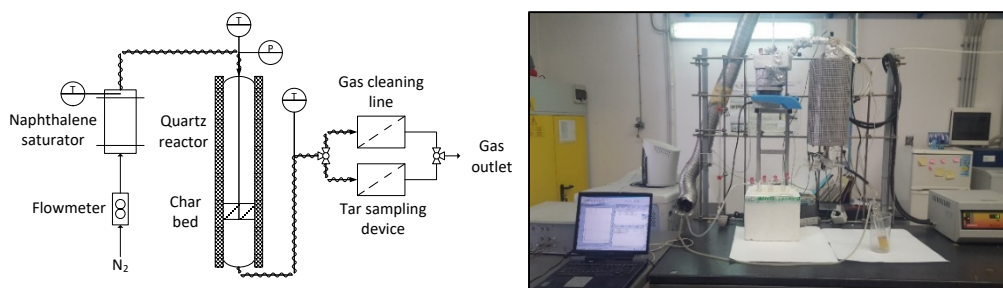 T
P
T
Naphthalene
saturator
Quartz
reactor
T
Gas cleaning
line
Gas
outlet
Flowmeter
Char
bed
Tar sampling
device
N₂